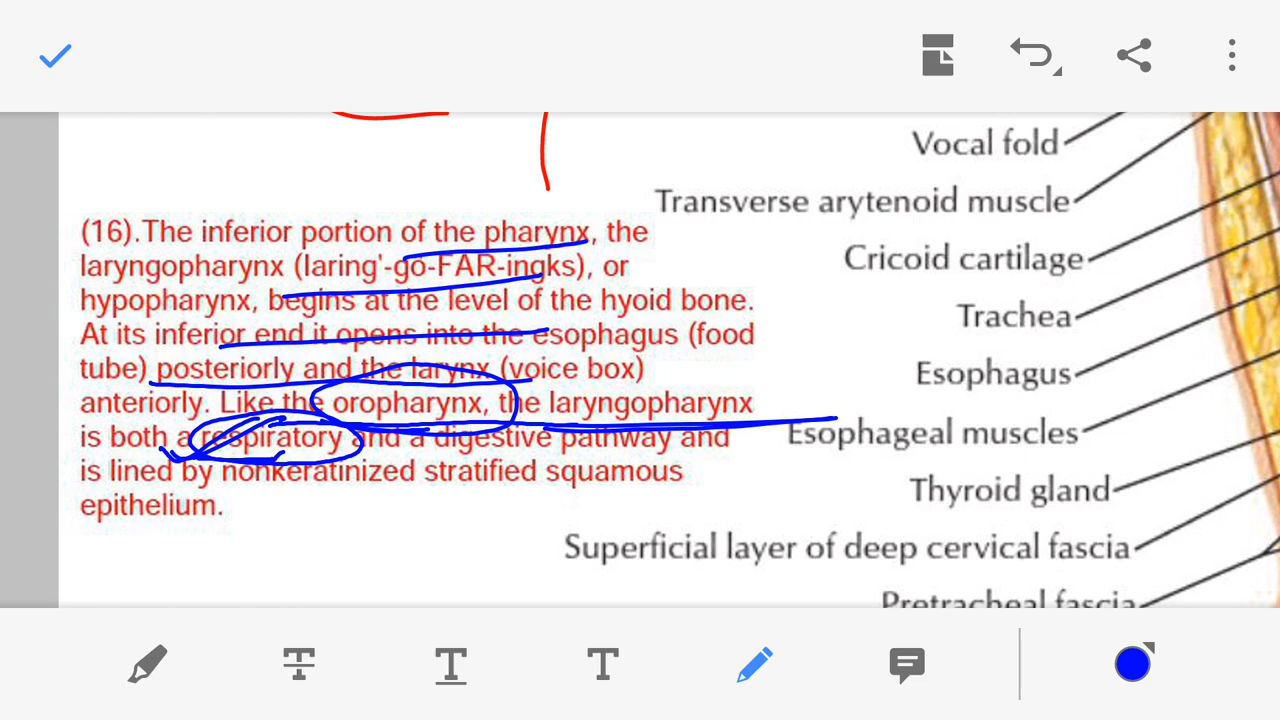 (16).The inferior portion of the pharynx, the
laryngopharynx (laring'-go-FAR-ingks), or
hypopharynx, begins at the level of the hyoid bone.
At its inferior end it opens into the esophagus (food
tube) posteriorly and the larynx (voice box)
anteriorly. Like the oropharynx, the laryngopharynx
is both a respiratory and a digestive pathway and
is lined by nonkeratinized stratified squamous
epithelium.
Vocal fold
Transverse arytenoid muscle
Cricoid cartilage
Trachea
Esophagus
Esophageal muscles
Thyroid gland
Superficial layer of deep cervical fascia
Pretracheal fascia